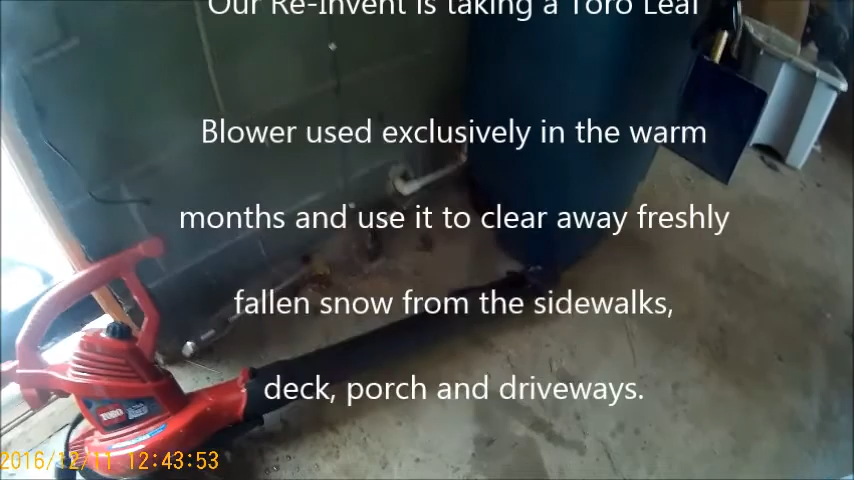 Our Re-Invent is taking a Toro Leaf
Blower used exclusively in the warm
months and use it to clear away freshly
fallen snow from the sidewalks,
deck, porch and driveways.
TORO
2016/12/11 12:43:53